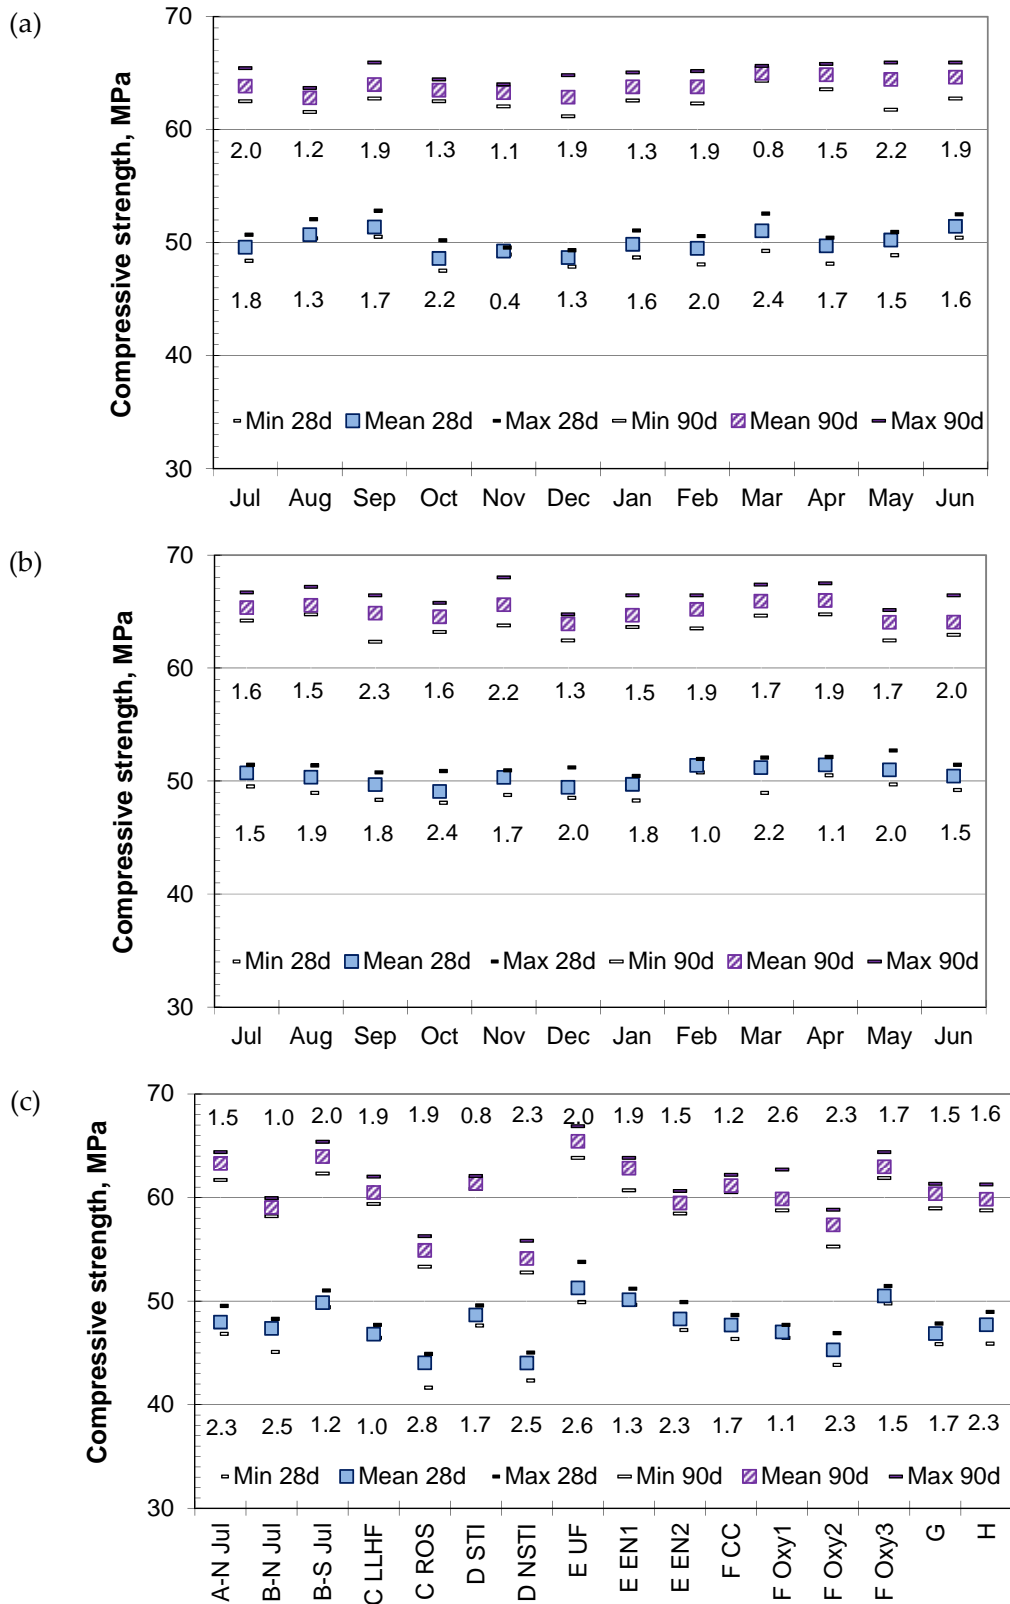 (a)
Compressive strength, MPa
70
60
50
40
30
2.0 1.2 1.9 1.3 1.1 1.9 1.3 1.9 0.8 1.5 2.2 1.9
1.8 1.3 1.7 2.2 0.4 1.3 1.6 2.0 2.4 1.7 1.5 1.6
Min 28d Mean 28d Max 28d Min 90d Mean 90d Max 90d
Jul Aug Sep Oct Nov Dec Jan Feb Mar Apr May Jun
(b)
Compressive strength, MPa
70
60
50
40
30
1.6 1.5 2.3 1.6 2.2 1.3 1.5 1.9 1.7 1.9 1.7 2.0
1.5 1.9 1.8 2.4 1.7 2.0 1.8 1.0 2.2 1.1 2.0 1.5
Min 28d Mean 28d Max 28d Min 90d Mean 90d Max 90d
Jul Aug Sep Oct Nov Dec Jan Feb Mar Apr May Jun
(c)
Compressive strength, MPa
70
60
50
40
30
1.5 1.0 2.0 1.9 1.9 0.8 2.3 2.0 1.9 1.5 1.2 2.6 2.3 1.7 1.5 1.6
2.3 2.5 1.2 1.0 2.8 1.7 2.5 2.6 1.3 2.3 1.7 1.1 2.3 1.5 1.7 2.3
Min 28d Mean 28d Max 28d Min 90d Mean 90d Max 90d
A-N Jul
B-N Jul
B-S Jul
C LLHF
C ROS
D STI
D NSTI
E UF
E EN1
E EN2
F CC
F Oxy1
F Oxy2
F Oxy3
G
H